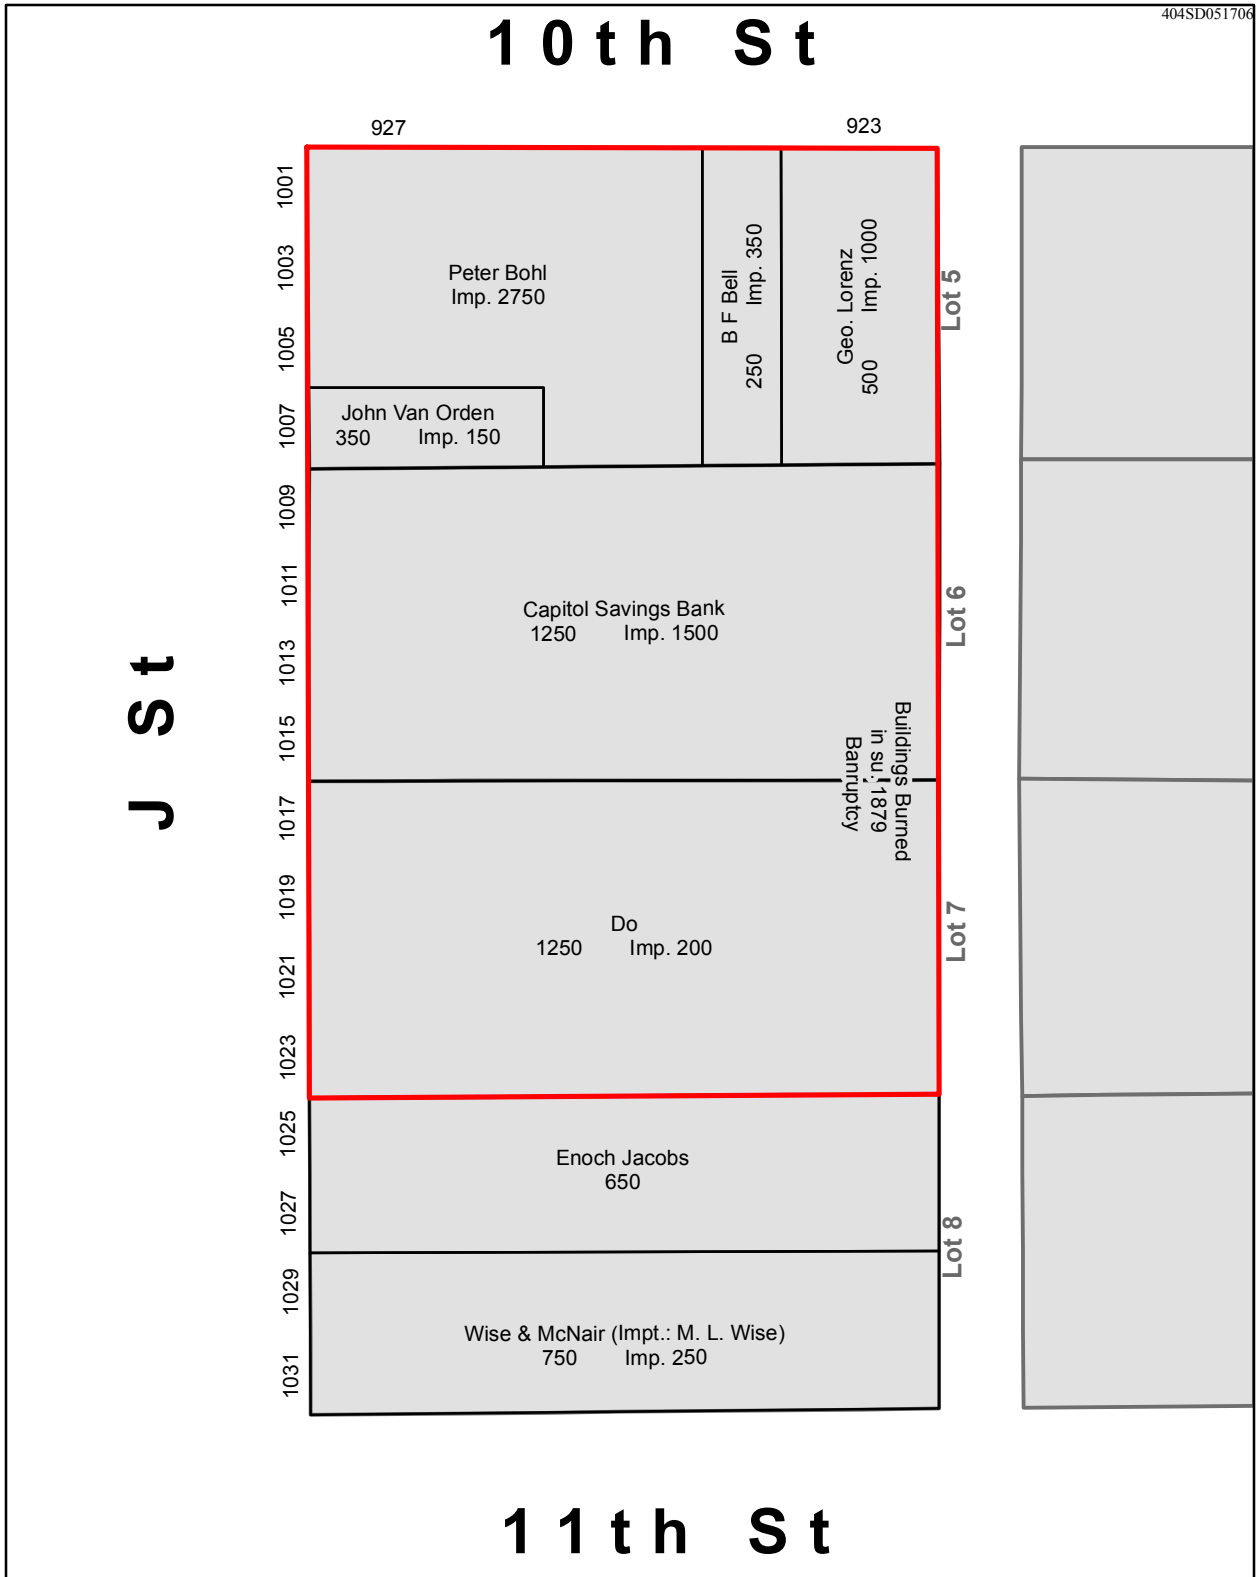 404SD051706
10th St
927
923
1001
1003
1005
1007
1009
1011
1013
1015
1017
1019
1021
1023
1025
1027
1029
1031
J St
Peter Bohl
Imp. 2750
B F Bell
250 Imp. 350
Geo. Lorenz
500 Imp. 1000
Lot 5
John Van Orden
350 Imp. 150
Capitol Savings Bank
1250 Imp. 1500
Lot 6
Buildings Burned
in su. 1879
Banruptcy
Do
1250 Imp. 200
Lot 7
Enoch Jacobs
650
Lot 8
Wise & McNair (Impt.: M. L. Wise)
750 Imp. 250
11th St